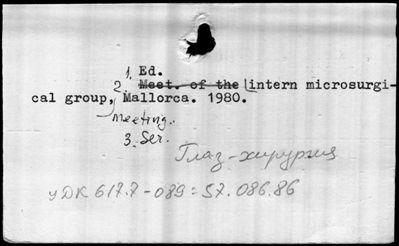 1. Ed.
2. Meet. of the intern microsurgi-
cal group, Mallorca. 1980.
Meeting.
3. Ser.
Глаз-хирургия
УДК 617.7-089:57.086.86